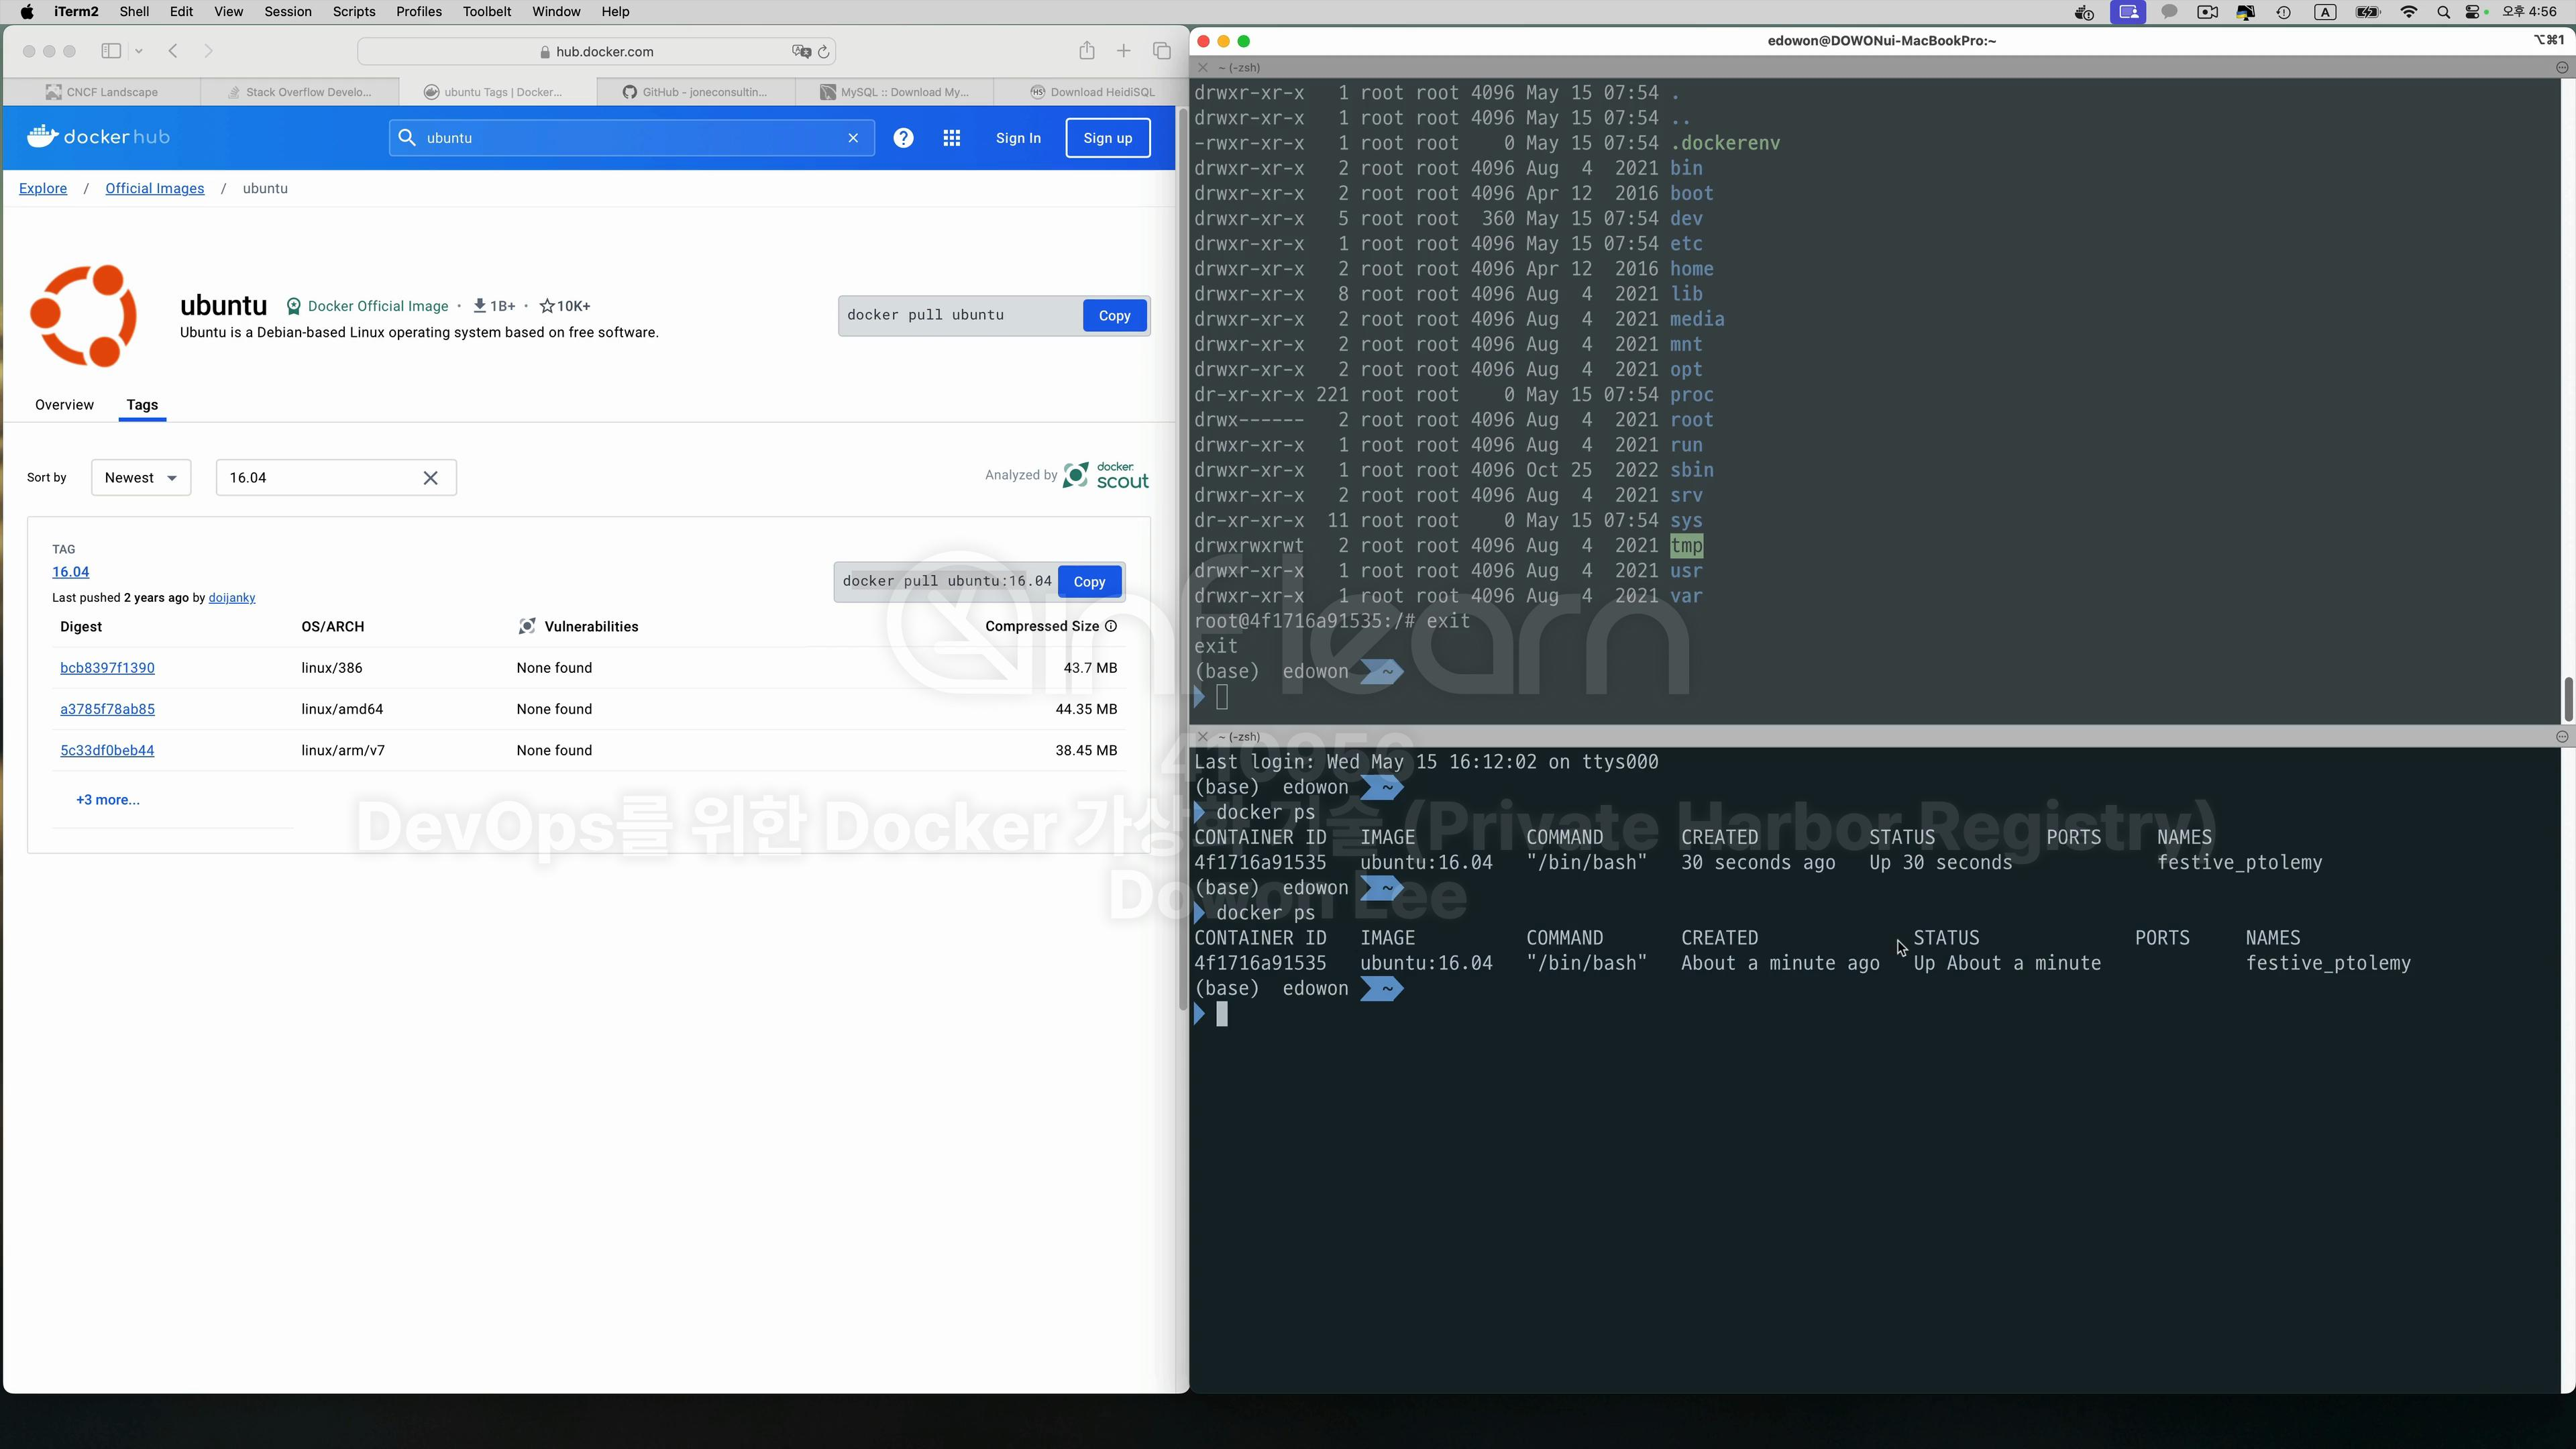 iTerm2 Shell Edit View Session Scripts Profiles Toolbelt Window Help
A 오후 4:56
hub.docker.com
CNCF Landscape
Stack Overflow Develo...
ubuntu Tags | Docker...
GitHub - joneconsultin...
MySQL :: Download My...
HS Download HeidiSQL
dockerhub
ubuntu
Sign In
Sign up
Explore / Official Images / ubuntu
ubuntu Docker Official Image · 1B+ · 10K+
Ubuntu is a Debian-based Linux operating system based on free software.
docker pull ubuntu
Copy
Overview Tags
Sort by Newest 16.04
Analyzed by docker scout
TAG
16.04
Last pushed 2 years ago by doijanky
docker pull ubuntu:16.04 Copy
Digest OS/ARCH Vulnerabilities Compressed Size
bcb8397f1390 linux/386 None found 43.7 MB
a3785f78ab85 linux/amd64 None found 44.35 MB
5c33df0beb44 linux/arm/v7 None found 38.45 MB
+3 more...
edowon@DOWONui-MacBookPro:~
⌥⌘1
~ (-zsh)
drwxr-xr-x 1 root root 4096 May 15 07:54 .
drwxr-xr-x 1 root root 4096 May 15 07:54 ..
-rwxr-xr-x 1 root root 0 May 15 07:54 .dockerenv
drwxr-xr-x 2 root root 4096 Aug 4 2021 bin
drwxr-xr-x 2 root root 4096 Apr 12 2016 boot
drwxr-xr-x 5 root root 360 May 15 07:54 dev
drwxr-xr-x 1 root root 4096 May 15 07:54 etc
drwxr-xr-x 2 root root 4096 Apr 12 2016 home
drwxr-xr-x 8 root root 4096 Aug 4 2021 lib
drwxr-xr-x 2 root root 4096 Aug 4 2021 media
drwxr-xr-x 2 root root 4096 Aug 4 2021 mnt
drwxr-xr-x 2 root root 4096 Aug 4 2021 opt
dr-xr-xr-x 221 root root 0 May 15 07:54 proc
drwx------ 2 root root 4096 Aug 4 2021 root
drwxr-xr-x 1 root root 4096 Aug 4 2021 run
drwxr-xr-x 1 root root 4096 Oct 25 2022 sbin
drwxr-xr-x 2 root root 4096 Aug 4 2021 srv
dr-xr-xr-x 11 root root 0 May 15 07:54 sys
drwxrwxrwt 2 root root 4096 Aug 4 2021 tmp
drwxr-xr-x 1 root root 4096 Aug 4 2021 usr
drwxr-xr-x 1 root root 4096 Aug 4 2021 var
root@4f1716a91535:/# exit
exit
(base) edowon ~
~ (-zsh)
Last login: Wed May 15 16:12:02 on ttys000
(base) edowon ~
docker ps
CONTAINER ID IMAGE COMMAND CREATED STATUS PORTS NAMES
4f1716a91535 ubuntu:16.04 "/bin/bash" 30 seconds ago Up 30 seconds festive_ptolemy
(base) edowon ~
docker ps
CONTAINER ID IMAGE COMMAND CREATED STATUS PORTS NAMES
4f1716a91535 ubuntu:16.04 "/bin/bash" About a minute ago Up About a minute festive_ptolemy
(base) edowon ~
inflearn
DevOps를 위한 Docker 가상화 기술 (Private Harbor Registry)
Dowon Lee